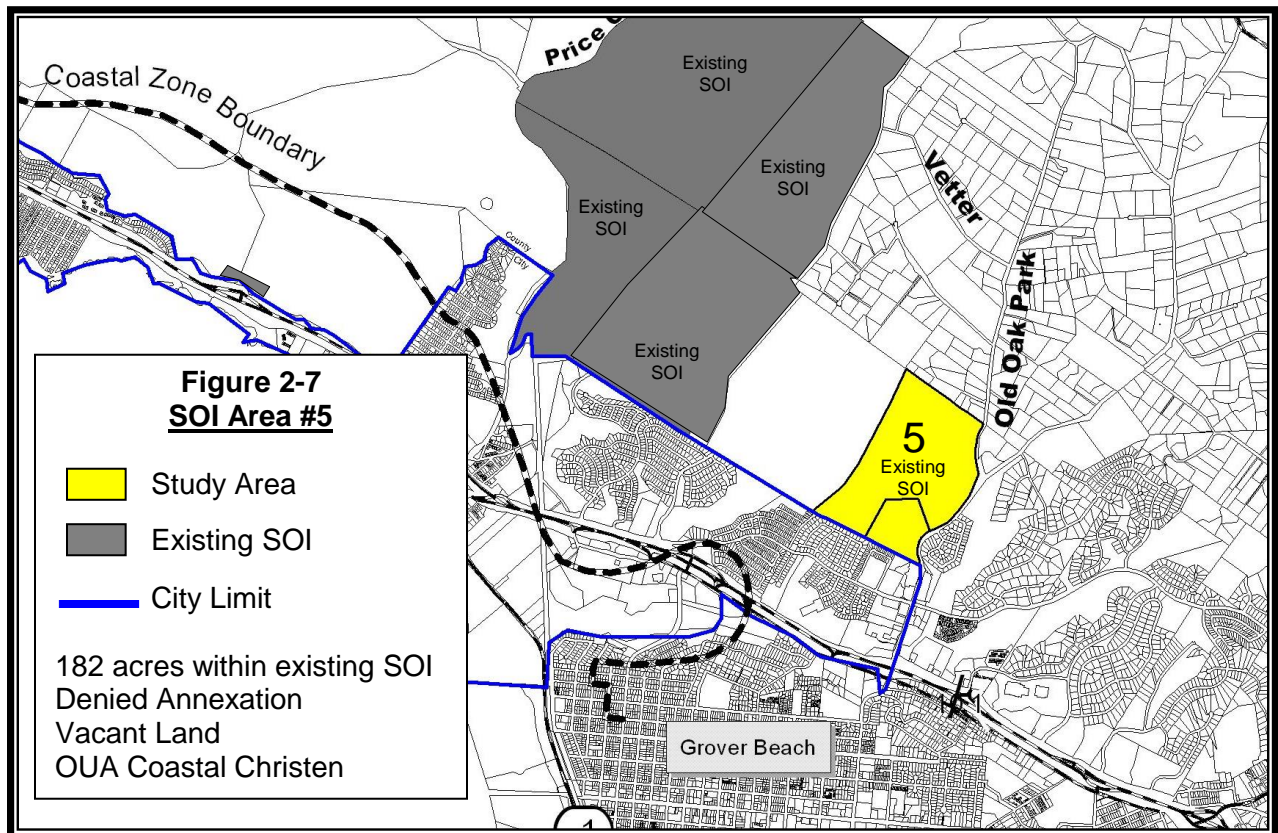 Price
Coastal Zone Boundary
Existing
SOI
Existing
SOI
Vetter
Existing
SOI
County
City
Old Oak Park
Existing
SOI
5
Existing
SOI
Figure 2-7
SOI Area #5
Study Area
Existing SOI
City Limit
182 acres within existing SOI
Denied Annexation
Vacant Land
OUA Coastal Christen
Grover Beach
1